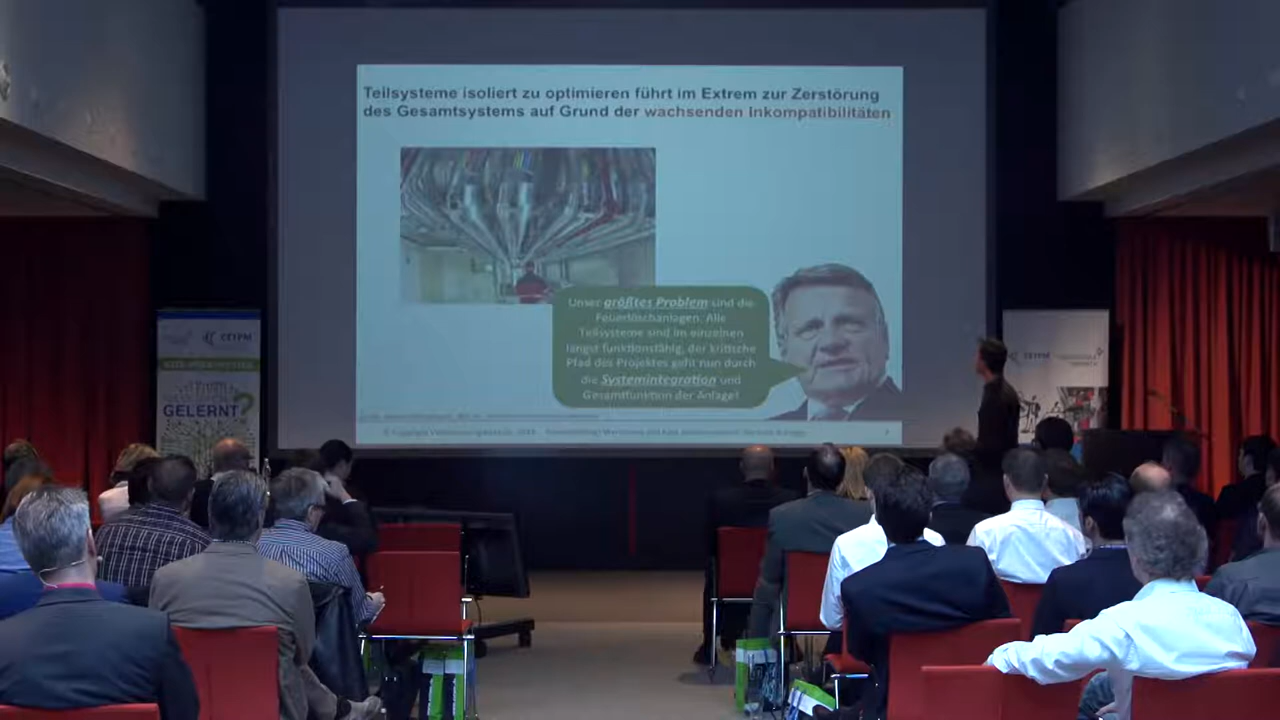 Teilsysteme isoliert zu optimieren führt im Extrem zur Zerstörung
des Gesamtsystems auf Grund der wachsenden Inkompatibilitäten
Unser größtes Problem sind die
Feuerlöschanlagen. Alle
Teilsysteme sind im einzelnen
längst funktionsfähig, der kritische
Pfad des Projektes geht nun durch
die Systemintegration und
Gesamtfunktion der Anlage!
CETPM
GELERNT?
CETPM